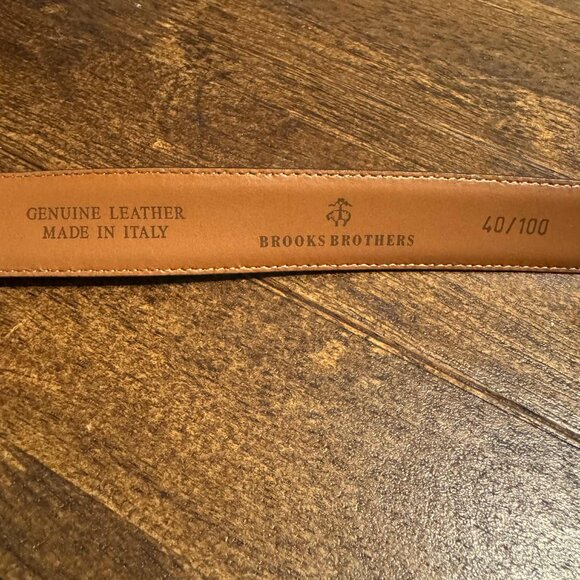 GENUINE LEATHER
MADE IN ITALY
BROOKS BROTHERS
40/100